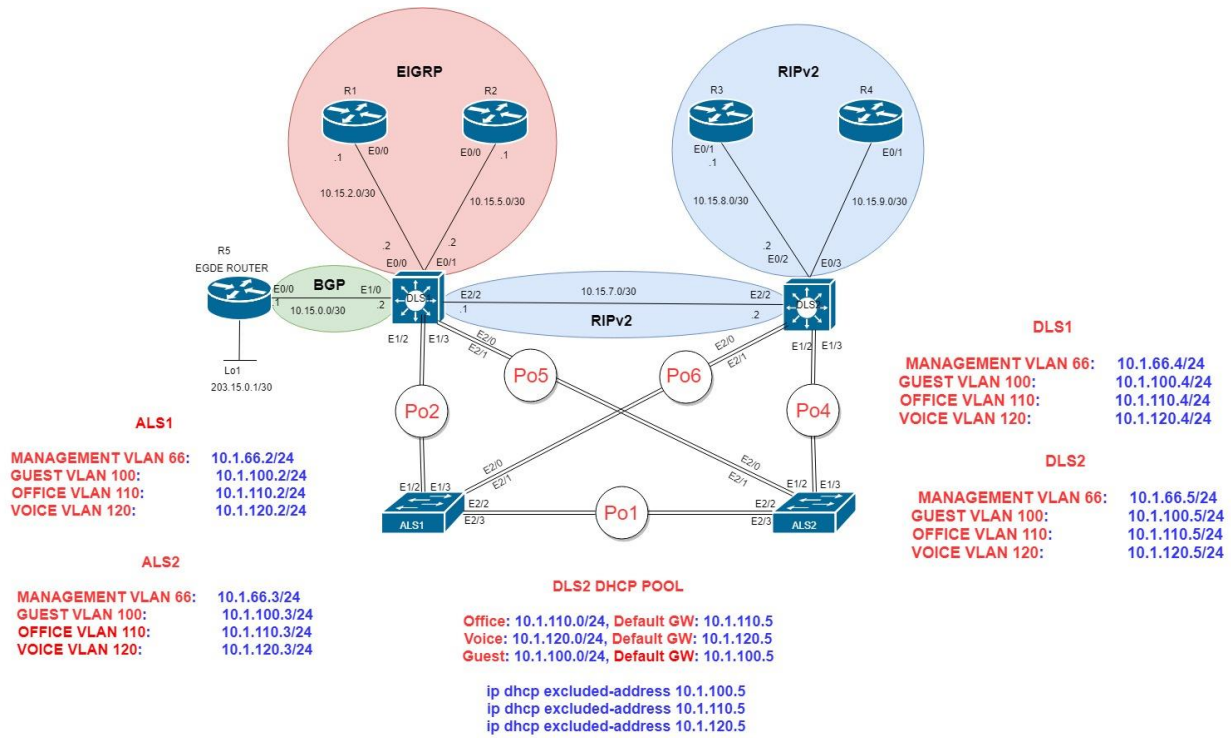 EIGRP
RIPv2
R1
R2
R3
R4
E0/0
E0/0
E0/1
E0/1
.1
.1
.1
10.15.2.0/30
10.15.5.0/30
10.15.8.0/30
10.15.9.0/30
.2
.2
.2
E0/0
E0/1
E0/2
E0/3
R5
EGDE ROUTER
BGP
E0/0
E1/0
.1
10.15.0.0/30
.2
E2/2
10.15.7.0/30
E2/2
.1
RIPv2
.2
Lo1
203.15.0.1/30
E1/2
E1/3
E2/0
E2/1
E2/0
E2/1
E1/2
E1/3
Po5
Po6
Po2
Po4
E1/2
E1/3
E2/0
E2/1
E2/0
E2/1
E1/2
E1/3
E2/2
E2/3
Po1
E2/2
E2/3
ALS1
ALS2
ALS1
MANAGEMENT VLAN 66: 10.1.66.2/24
GUEST VLAN 100: 10.1.100.2/24
OFFICE VLAN 110: 10.1.110.2/24
VOICE VLAN 120: 10.1.120.2/24
ALS2
MANAGEMENT VLAN 66: 10.1.66.3/24
GUEST VLAN 100: 10.1.100.3/24
OFFICE VLAN 110: 10.1.110.3/24
VOICE VLAN 120: 10.1.120.3/24
DLS2 DHCP POOL
Office: 10.1.110.0/24, Default GW: 10.1.110.5
Voice: 10.1.120.0/24, Default GW: 10.1.120.5
Guest: 10.1.100.0/24, Default GW: 10.1.100.5
ip dhcp excluded-address 10.1.100.5
ip dhcp excluded-address 10.1.110.5
ip dhcp excluded-address 10.1.120.5
DLS1
MANAGEMENT VLAN 66: 10.1.66.4/24
GUEST VLAN 100: 10.1.100.4/24
OFFICE VLAN 110: 10.1.110.4/24
VOICE VLAN 120: 10.1.120.4/24
DLS2
MANAGEMENT VLAN 66: 10.1.66.5/24
GUEST VLAN 100: 10.1.100.5/24
OFFICE VLAN 110: 10.1.110.5/24
VOICE VLAN 120: 10.1.120.5/24